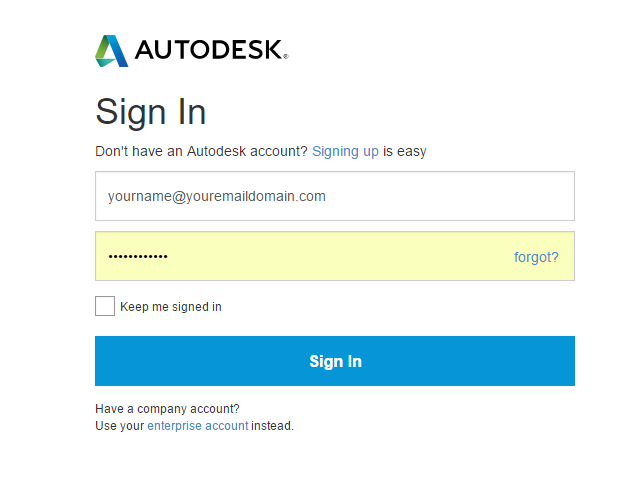 AUTODESK®
Sign In
Don't have an Autodesk account? Signing up is easy
yourname@youremaildomain.com
•••••••••••• forgot?
Keep me signed in
Sign In
Have a company account?
Use your enterprise account instead.